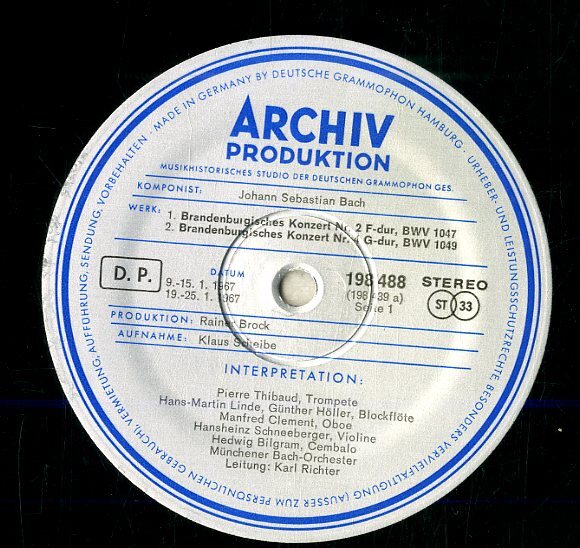 MADE IN GERMANY BY DEUTSCHE GRAMMOPHON HAMBURG · URHEBER- UND LEISTUNGSSCHUTZRECHTE, BESONDERS VERVIELFÄLTIGUNG (AUSSER ZUM PERSÖNLICHEN GEBRAUCH), VERMIETUNG, AUFFÜHRUNG, SENDUNG, VORBEHALTEN ·
ARCHIV
PRODUKTION
MUSIKHISTORISCHES STUDIO DER DEUTSCHEN GRAMMOPHON GES.
KOMPONIST: Johann Sebastian Bach
WERK: 1. Brandenburgisches Konzert Nr. 2 F-dur, BWV 1047
2. Brandenburgisches Konzert Nr. 4 G-dur, BWV 1049
D. P.
DATUM
9.-15. 1. 1967
19.-25. 1. 1967
198 488 STEREO
(198 439 a)
Seite 1
ST 33
PRODUKTION: Rainer Brock
AUFNAHME: Klaus Scheibe
INTERPRETATION:
Pierre Thibaud, Trompete
Hans-Martin Linde, Günther Höller, Blockflöte
Manfred Clement, Oboe
Hansheinz Schneeberger, Violine
Hedwig Bilgram, Cembalo
Münchener Bach-Orchester
Leitung: Karl Richter